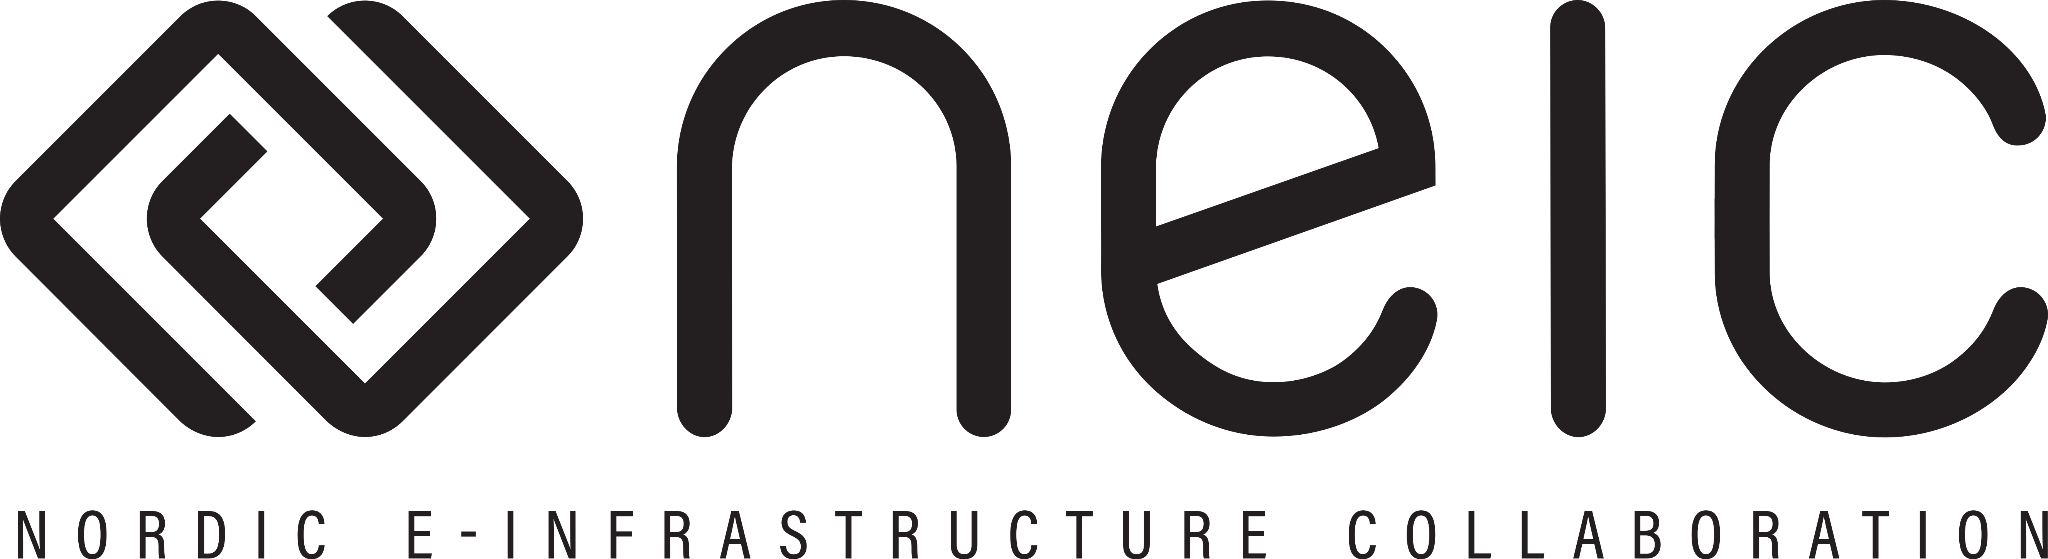 neic
NORDIC E-INFRASTRUCTURE COLLABORATION